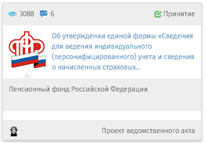 3088 6 Принятие
Об утверждении единой формы «Сведения
для ведения индивидуального
(персонифицированного) учета и сведения
о начисленных страховых...
Пенсионный фонд Российской Федерации
Проект ведомственного акта